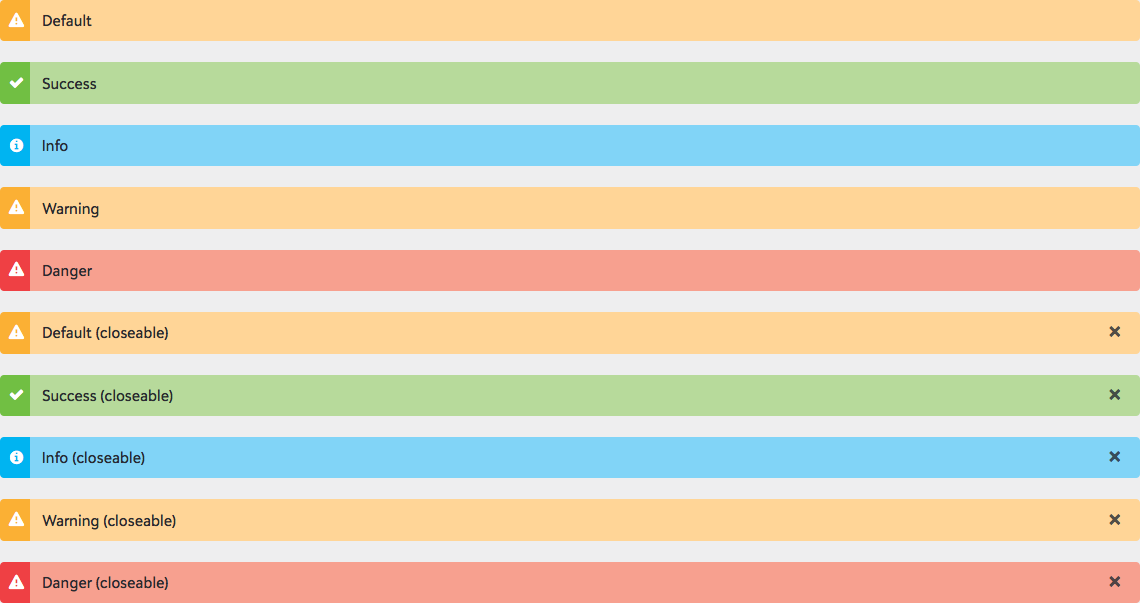 Default
Success
Info
Warning
Danger
Default (closeable)
Success (closeable)
Info (closeable)
Warning (closeable)
Danger (closeable)